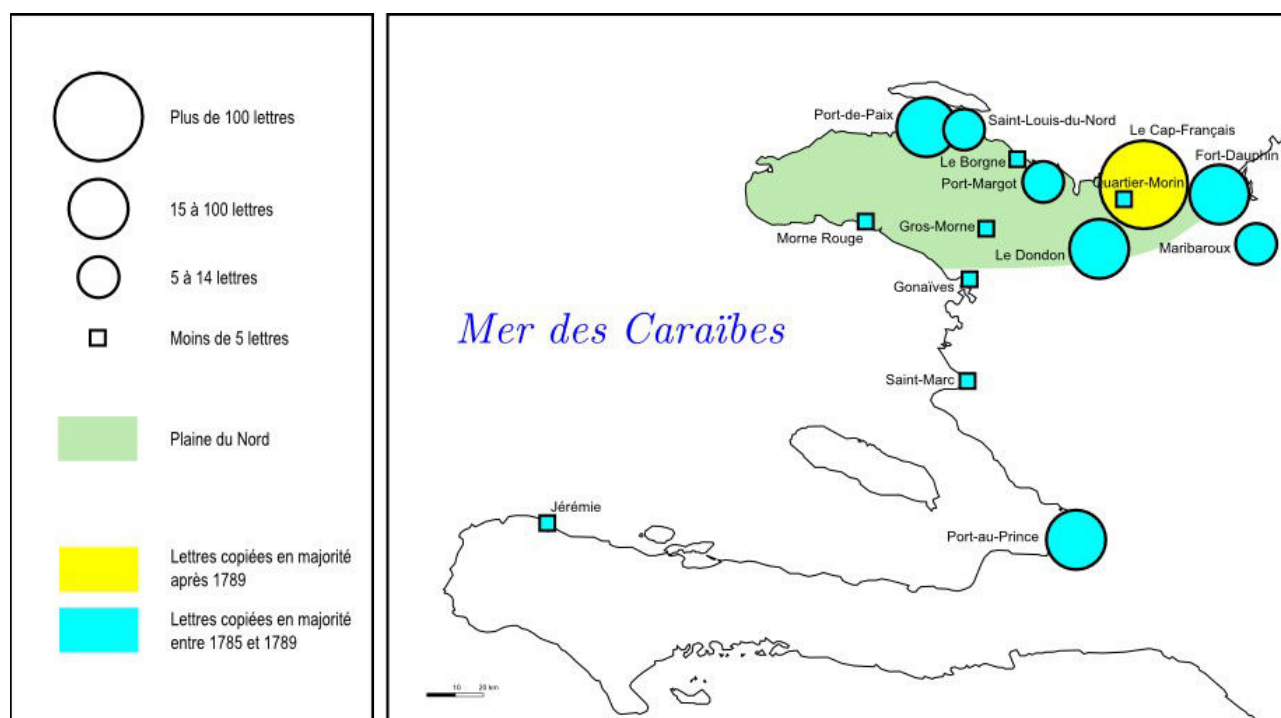 Plus de 100 lettres
15 à 100 lettres
5 à 14 lettres
Moins de 5 lettres
Plaine du Nord
Lettres copiées en majorité
après 1789
Lettres copiées en majorité
entre 1785 et 1789
Port-de-Paix
Saint-Louis-du-Nord
Le Cap-Français
Fort-Dauphin
Le Borgne
Port-Margot
Quartier-Morin
Morne Rouge
Gros-Morne
Le Dondon
Maribaroux
Gonaïves
Mer des Caraïbes
Saint-Marc
Jérémie
Port-au-Prince
10 20 km